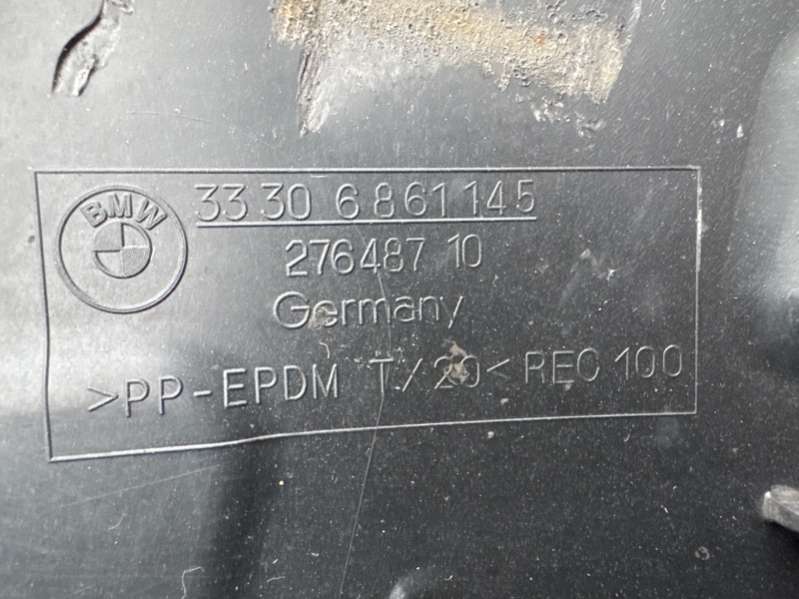 BMW
33 30 6 861 145
276487 10
Germany
>PP-EPDM T/20< REC 100